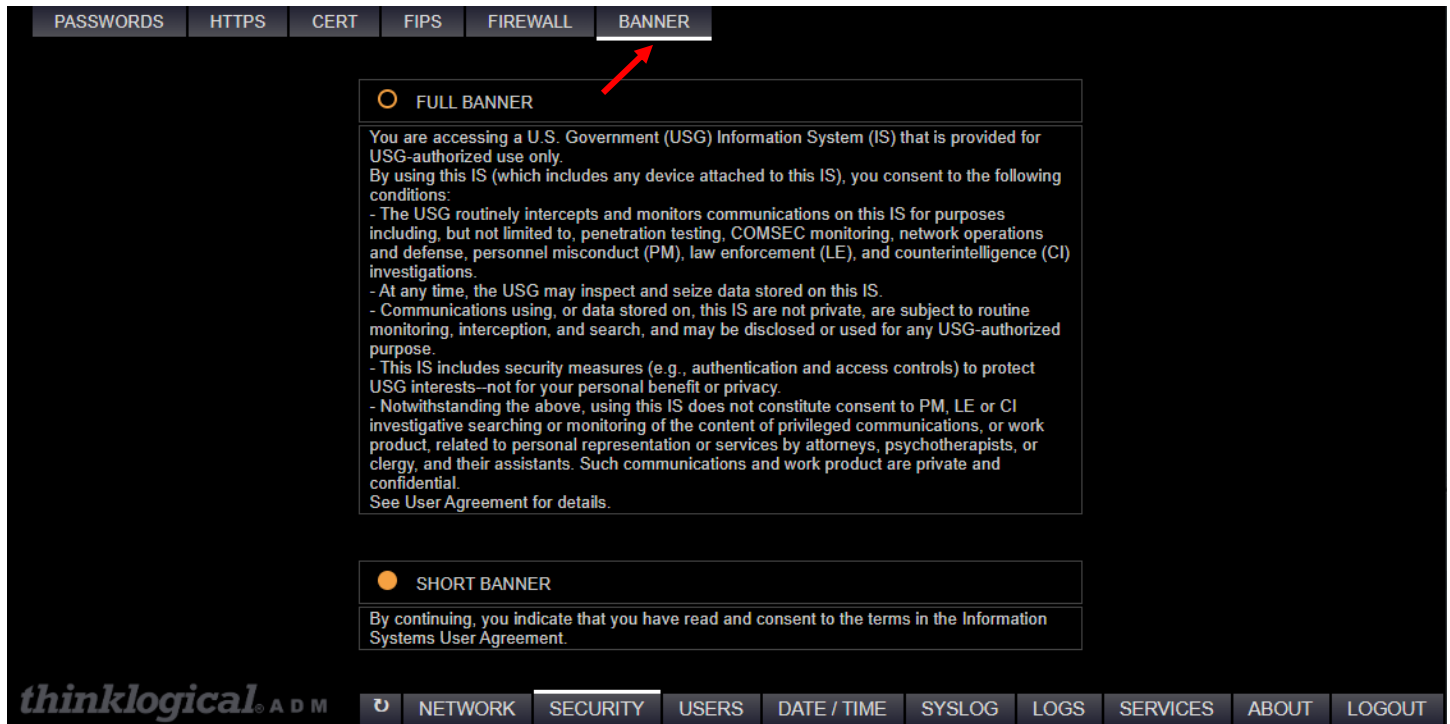 PASSWORDS HTTPS CERT FIPS FIREWALL BANNER
FULL BANNER
You are accessing a U.S. Government (USG) Information System (IS) that is provided for
USG-authorized use only.
By using this IS (which includes any device attached to this IS), you consent to the following
conditions:
- The USG routinely intercepts and monitors communications on this IS for purposes
including, but not limited to, penetration testing, COMSEC monitoring, network operations
and defense, personnel misconduct (PM), law enforcement (LE), and counterintelligence (CI)
investigations.
- At any time, the USG may inspect and seize data stored on this IS.
- Communications using, or data stored on, this IS are not private, are subject to routine
monitoring, interception, and search, and may be disclosed or used for any USG-authorized
purpose.
- This IS includes security measures (e.g., authentication and access controls) to protect
USG interests--not for your personal benefit or privacy.
- Notwithstanding the above, using this IS does not constitute consent to PM, LE or CI
investigative searching or monitoring of the content of privileged communications, or work
product, related to personal representation or services by attorneys, psychotherapists, or
clergy, and their assistants. Such communications and work product are private and
confidential.
See User Agreement for details.
SHORT BANNER
By continuing, you indicate that you have read and consent to the terms in the Information
Systems User Agreement.
thinklogical® ADM ↻ NETWORK SECURITY USERS DATE / TIME SYSLOG LOGS SERVICES ABOUT LOGOUT